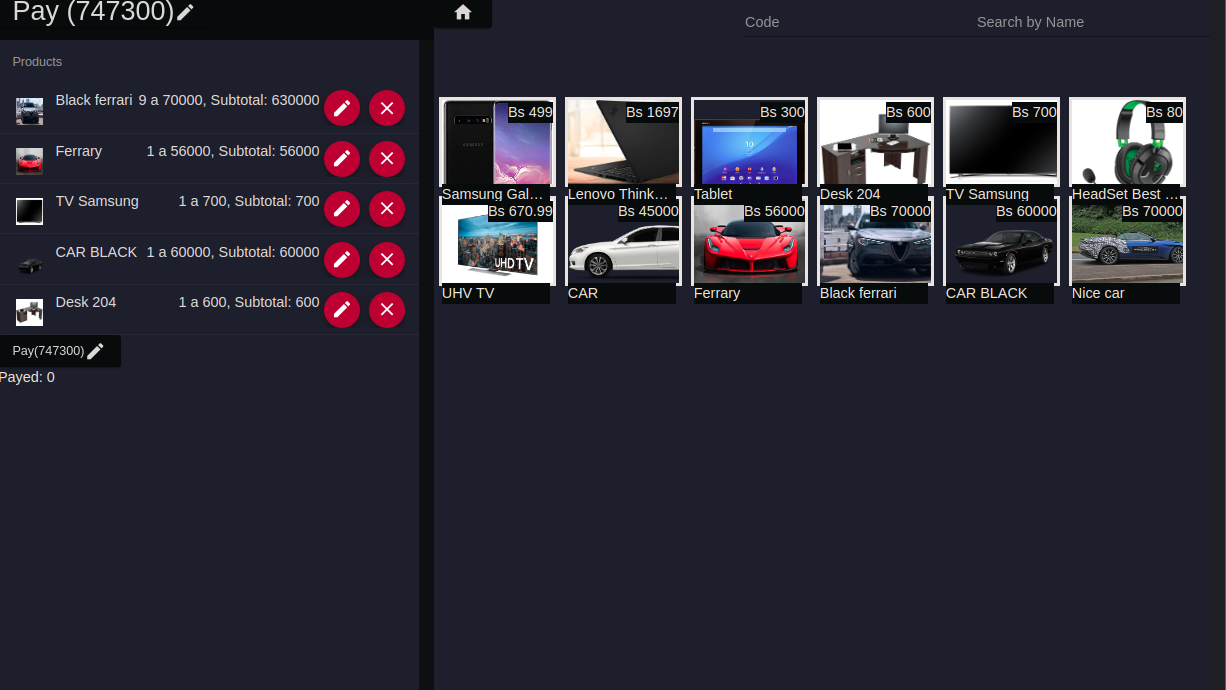 Pay (747300)
Products
Black ferrari 9 a 70000, Subtotal: 630000
Ferrary 1 a 56000, Subtotal: 56000
TV Samsung 1 a 700, Subtotal: 700
CAR BLACK 1 a 60000, Subtotal: 60000
Desk 204 1 a 600, Subtotal: 600
Pay(747300)
Payed: 0
Code Search by Name
Bs 499 Bs 1697 Bs 300 Bs 600 Bs 700 Bs 80
SAMSUNG
10
Samsung Gal... Lenovo Think... Tablet Desk 204 TV Samsung HeadSet Best ...
Bs 670.99 Bs 45000 Bs 56000 Bs 70000 Bs 60000 Bs 70000
UHDTV
UHV TV CAR Ferrary Black ferrari CAR BLACK Nice car